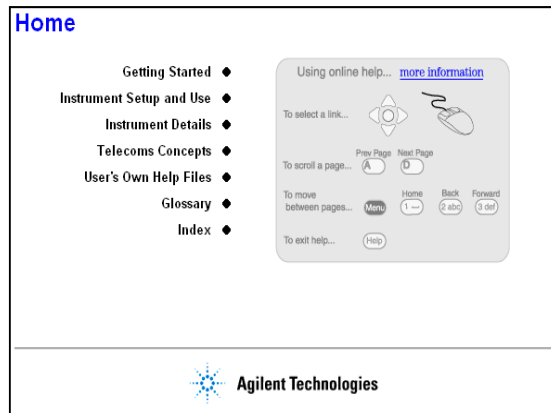 Home
Getting Started
Instrument Setup and Use
Instrument Details
Telecoms Concepts
User's Own Help Files
Glossary
Index
Using online help... more information
To select a link...
Prev Page Next Page
To scroll a page... A D
To move
between pages... Menu
Home Back Forward
1 2 abc 3 def
To exit help... Help
Agilent Technologies